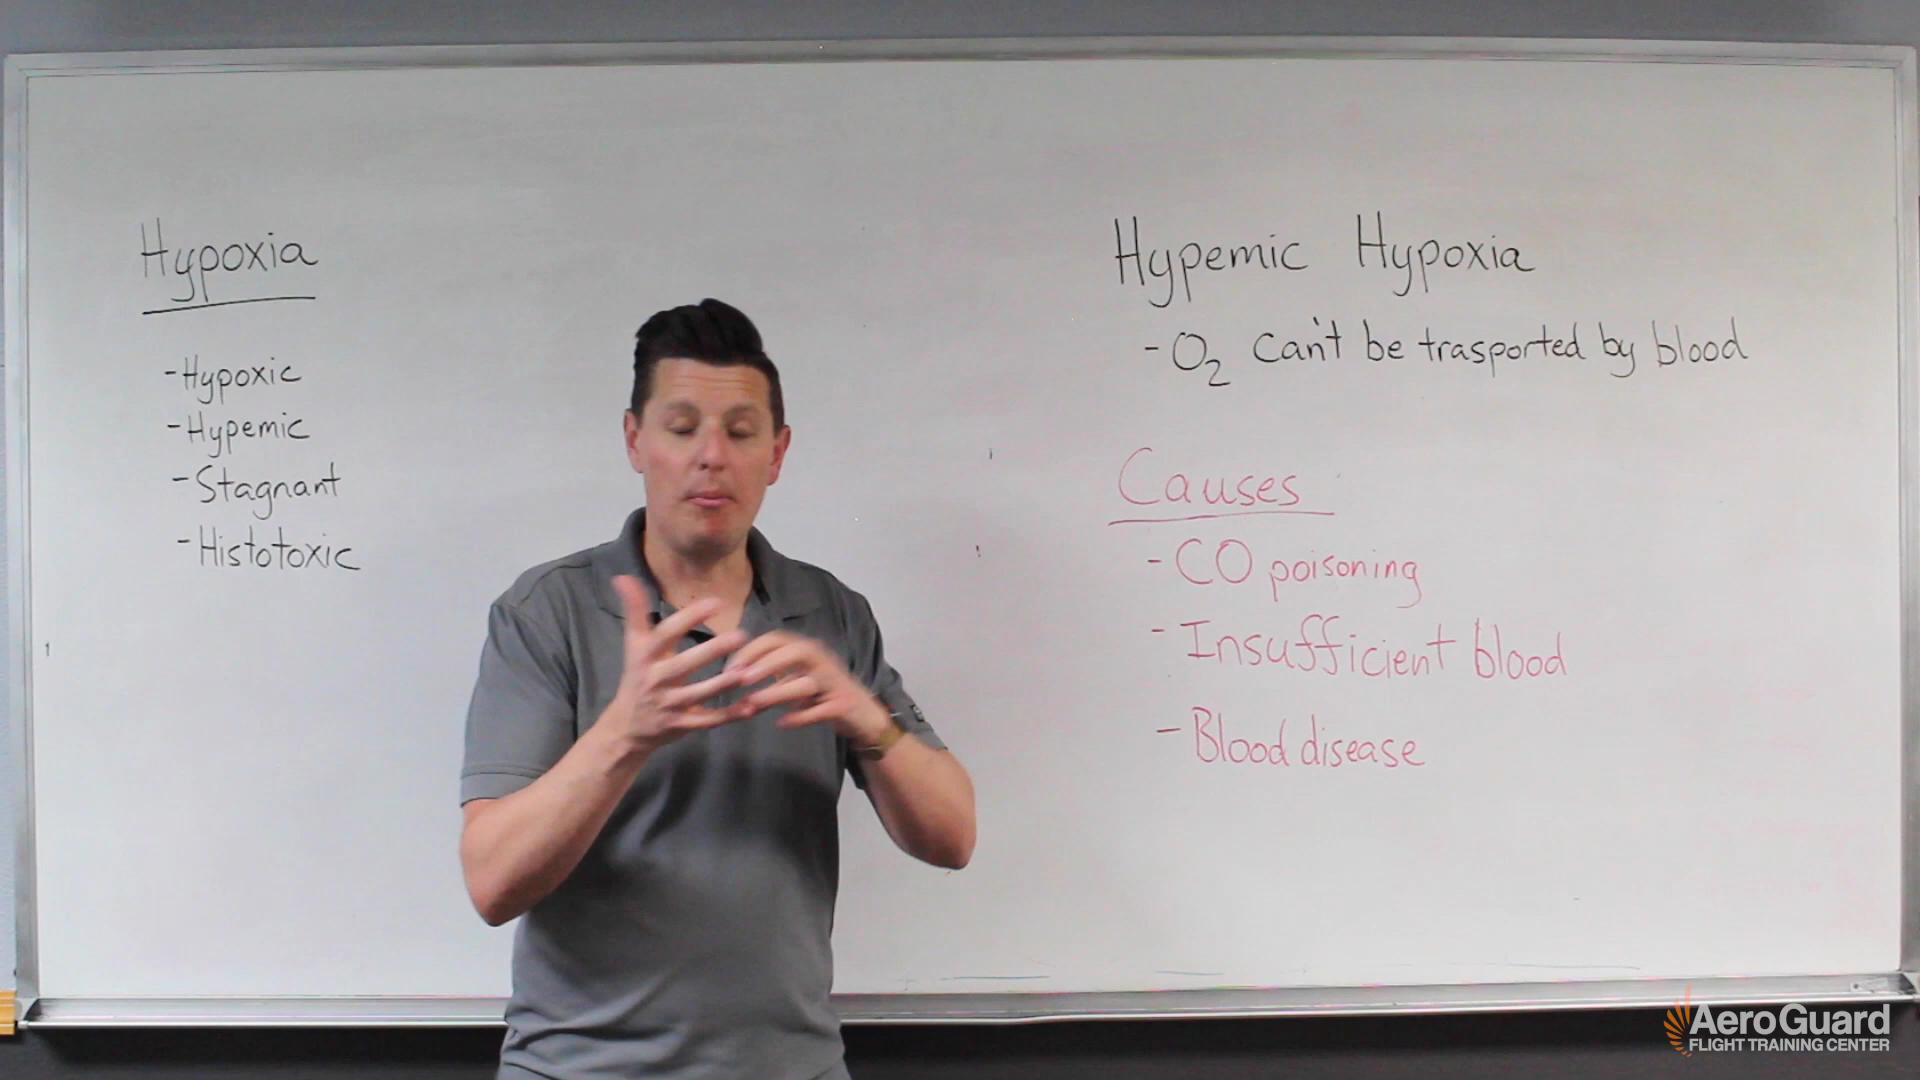 Hypoxia
-Hypoxic
-Hypemic
-Stagnant
-Histotoxic
Hypemic Hypoxia
-O₂ can't be trasported by blood
Causes
-CO poisoning
-Insufficient blood
-Blood disease
AeroGuard
FLIGHT TRAINING CENTER